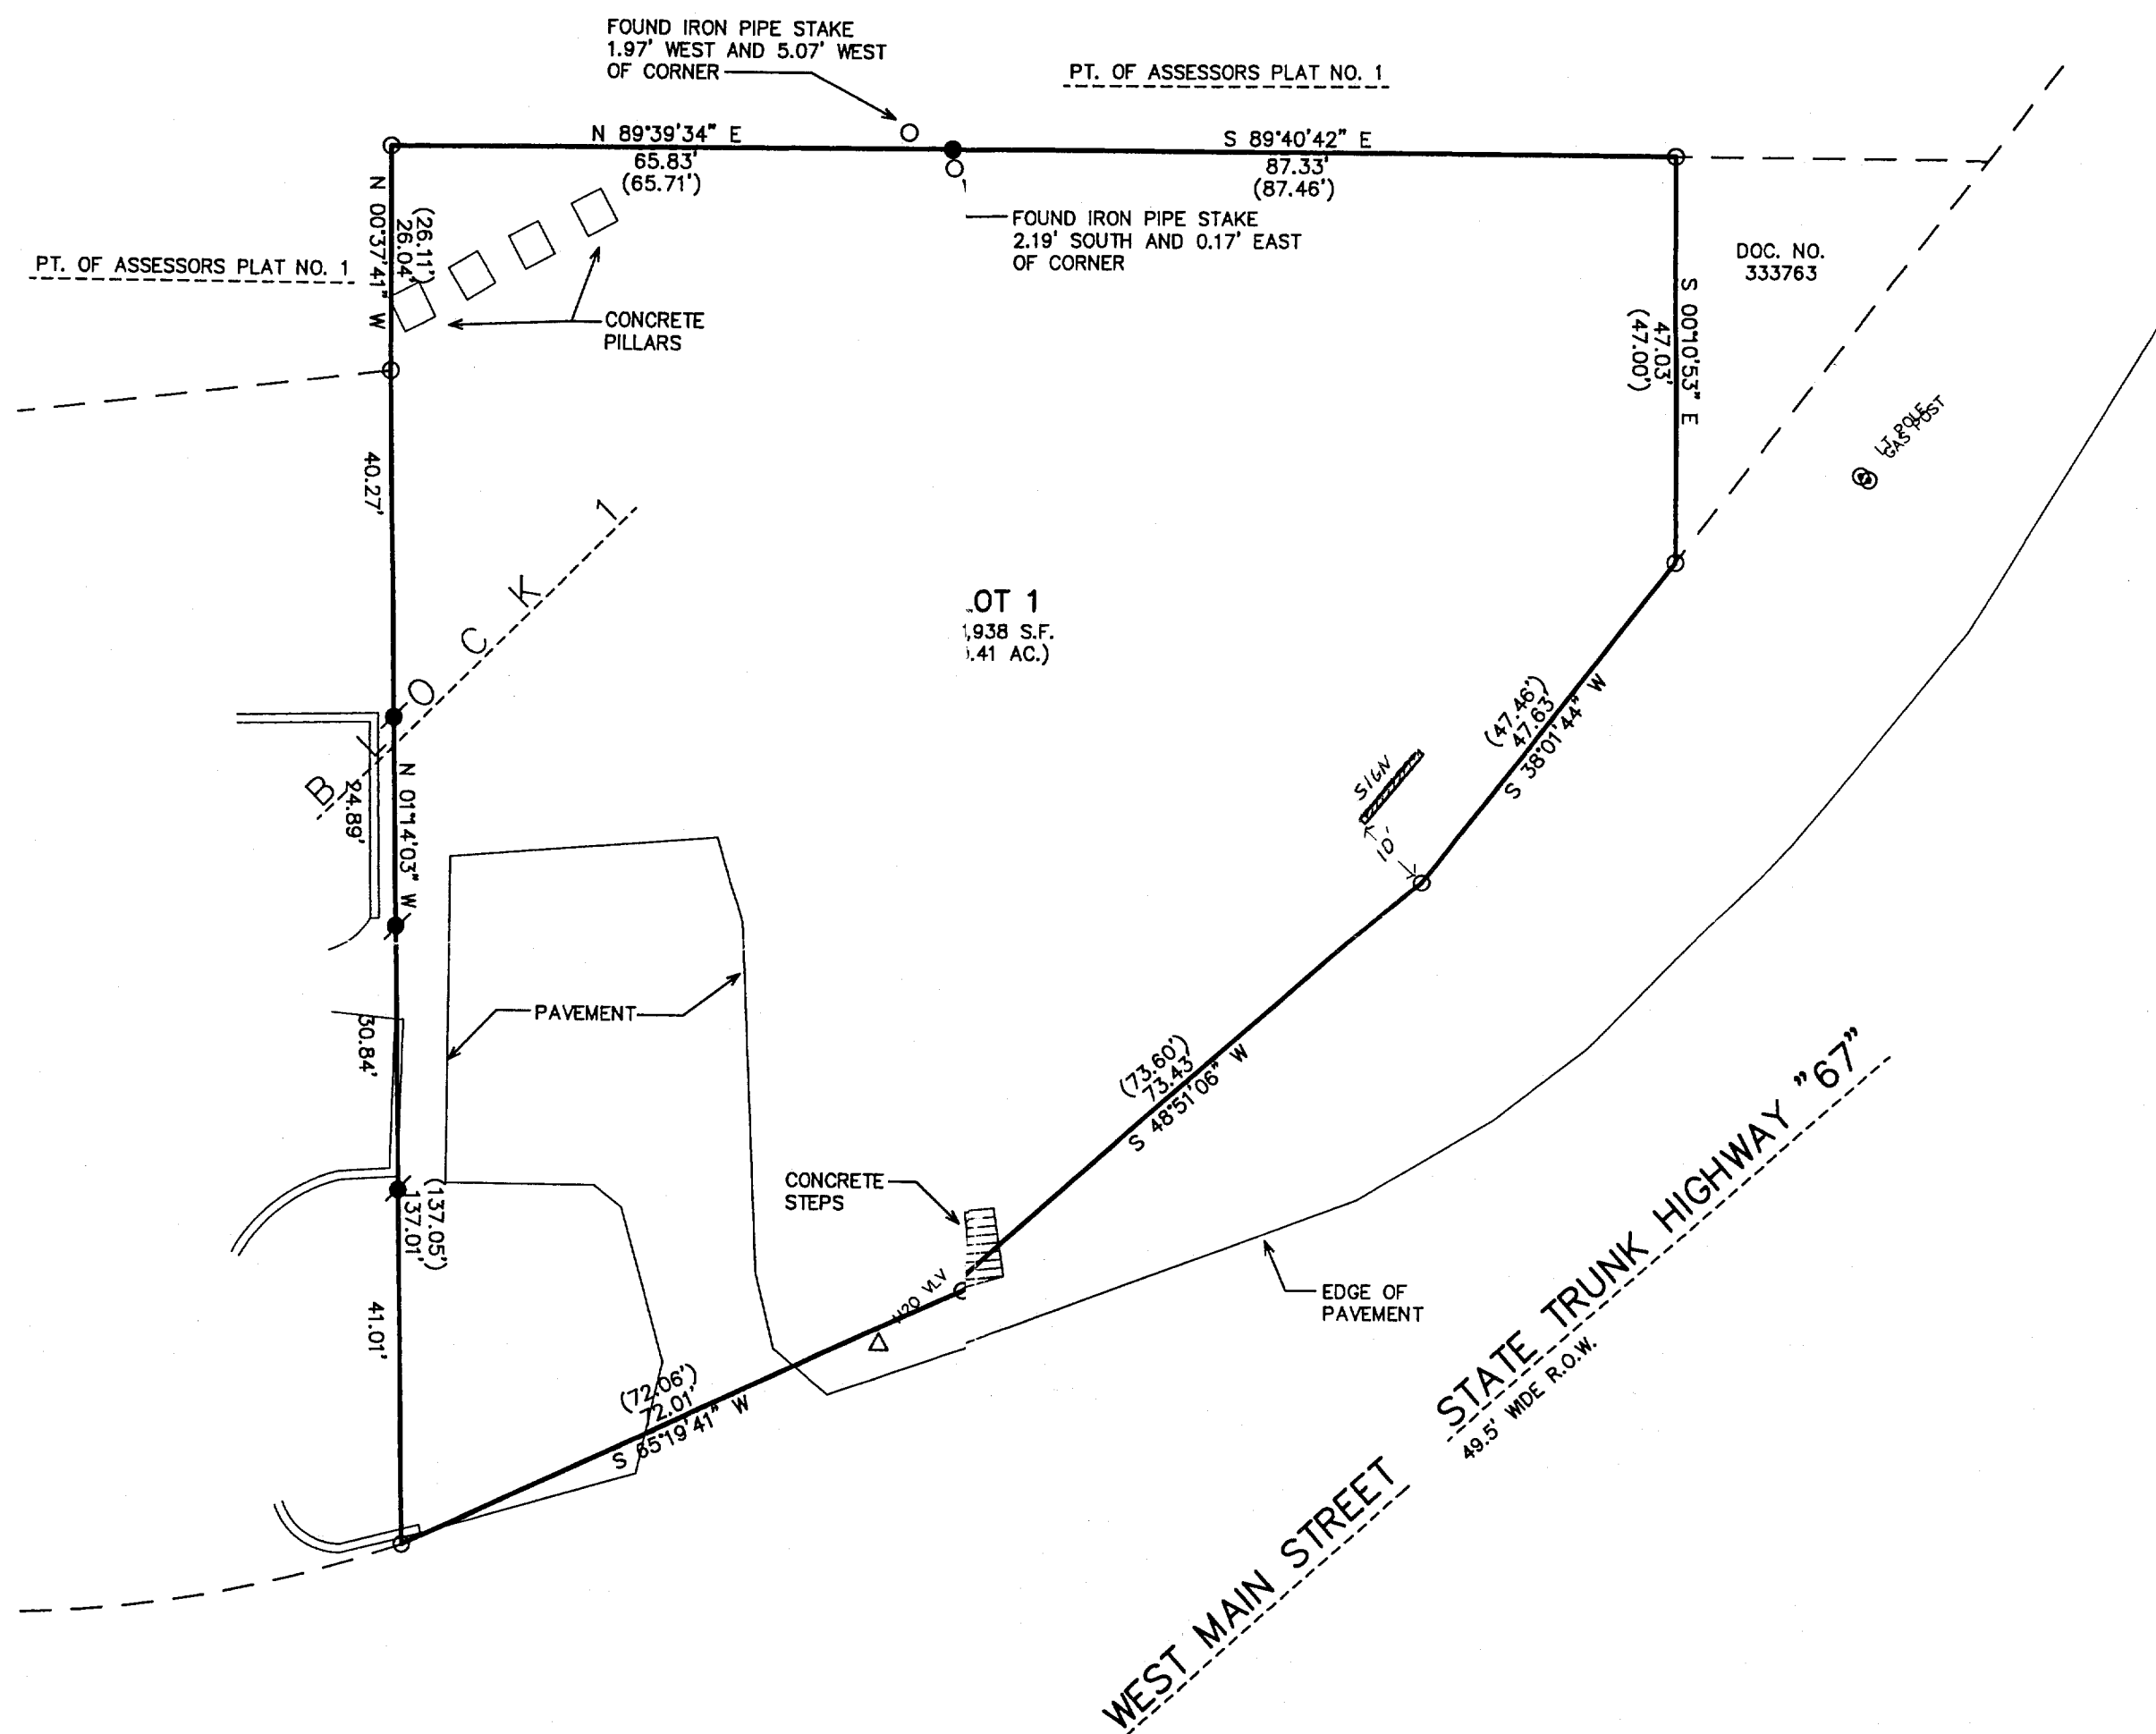 FOUND IRON PIPE STAKE
1.97' WEST AND 5.07' WEST
OF CORNER
PT. OF ASSESSORS PLAT NO. 1
N 89°39'34" E
65.83'
(65.71')
S 89°40'42" E
87.33'
(87.46')
FOUND IRON PIPE STAKE
2.19' SOUTH AND 0.17' EAST
OF CORNER
N 00°37'41" W
26.04'
(26.11')
PT. OF ASSESSORS PLAT NO. 1
CONCRETE
PILLARS
DOC. NO.
333763
S 00°10'53" E
47.03'
(47.00')
LT POLE
GAS POST
40.27'
B L O C K 1
OT 1
,938 S.F.
.41 AC.)
(47.46')
47.63'
S 38°01'44" W
SIGN
10'
24.89'
N 01°14'03" W
PAVEMENT
30.84'
(73.60')
73.43'
S 48°51'06" W
CONCRETE
STEPS
(137.05')
137.01'
H20 VLV
EDGE OF
PAVEMENT
41.01'
(72.06')
72.01'
S 65°19'41" W
WEST MAIN STREET
STATE TRUNK HIGHWAY "67"
49.5' WIDE R.O.W.